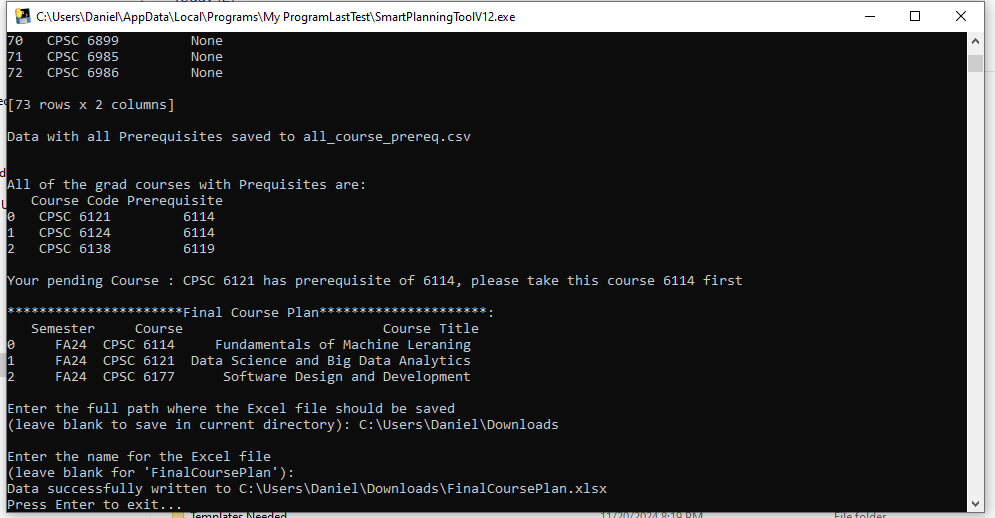 C:\Users\Daniel\AppData\Local\Programs\My ProgramLastTest\SmartPlanningToolV12.exe
70 CPSC 6899 None
71 CPSC 6985 None
72 CPSC 6986 None
[73 rows x 2 columns]
Data with all Prerequisites saved to all_course_prereq.csv
All of the grad courses with Prequisites are:
Course Code Prerequisite
0 CPSC 6121 6114
1 CPSC 6124 6114
2 CPSC 6138 6119
Your pending Course : CPSC 6121 has prerequisite of 6114, please take this course 6114 first
**********************Final Course Plan*********************:
Semester Course Course Title
0 FA24 CPSC 6114 Fundamentals of Machine Leraning
1 FA24 CPSC 6121 Data Science and Big Data Analytics
2 FA24 CPSC 6177 Software Design and Development
Enter the full path where the Excel file should be saved
(leave blank to save in current directory): C:\Users\Daniel\Downloads
Enter the name for the Excel file
(leave blank for 'FinalCoursePlan'):
Data successfully written to C:\Users\Daniel\Downloads\FinalCoursePlan.xlsx
Press Enter to exit...
Templates Needed 11/20/2024 8:19 PM File folder